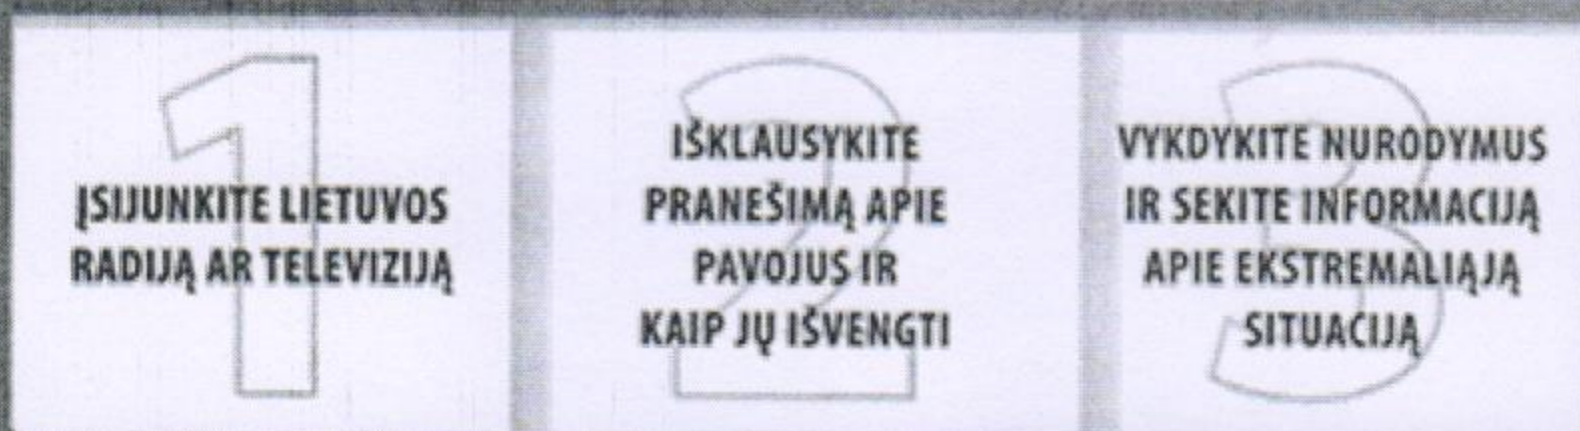 1
ĮSIJUNKITE LIETUVOS
RADIJĄ AR TELEVIZIJĄ
2
IŠKLAUSYKITE
PRANEŠIMĄ APIE
PAVOJUS IR
KAIP JŲ IŠVENGTI
3
VYKDYKITE NURODYMUS
IR SEKITE INFORMACIJĄ
APIE EKSTREMALIĄJĄ
SITUACIJĄ